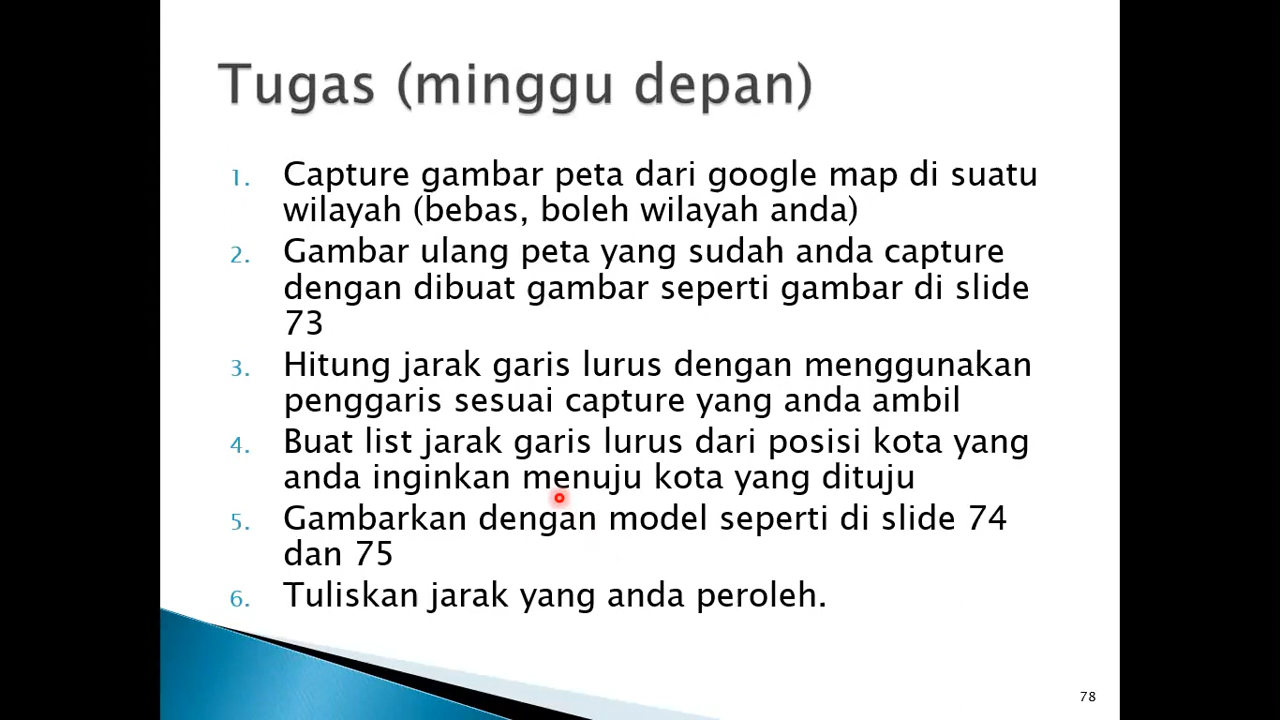 Tugas (minggu depan)
1. Capture gambar peta dari google map di suatu
wilayah (bebas, boleh wilayah anda)
2. Gambar ulang peta yang sudah anda capture
dengan dibuat gambar seperti gambar di slide
73
3. Hitung jarak garis lurus dengan menggunakan
penggaris sesuai capture yang anda ambil
4. Buat list jarak garis lurus dari posisi kota yang
anda inginkan menuju kota yang dituju
5. Gambarkan dengan model seperti di slide 74
dan 75
6. Tuliskan jarak yang anda peroleh.
78